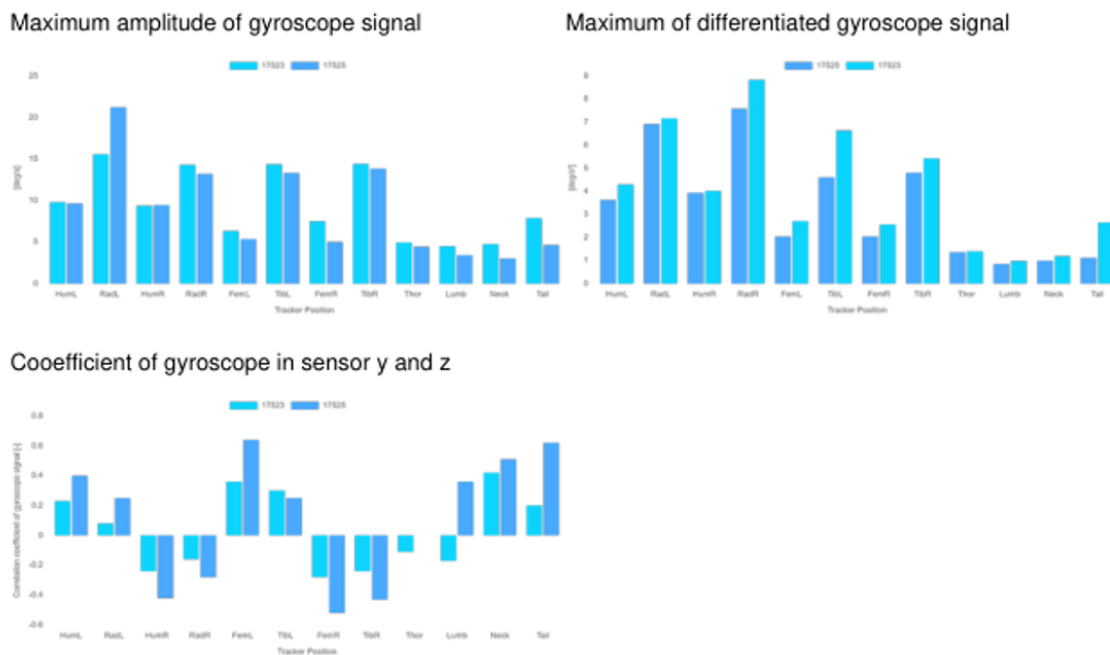 Maximum amplitude of gyroscope signal
17523 17525
25
20
15
10
5
0
[deg/s]
HumL RadL HumR RadR FemL TibL FemR TibR Thor Lumb Neck Tail
Tracker Position
Maximum of differentiated gyroscope signal
17525 17523
9
8
7
6
5
4
3
2
1
0
[deg/s²]
HumL RadL HumR RadR FemL TibL FemR TibR Thor Lumb Neck Tail
Tracker Position
Cooefficient of gyroscope in sensor y and z
17523 17525
0.8
0.6
0.4
0.2
0
-0.2
-0.4
-0.6
Correlation coefficient of gyroscope signal [-]
HumL RadL HumR RadR FemL TibL FemR TibR Thor Lumb Neck Tail
Tracker Position